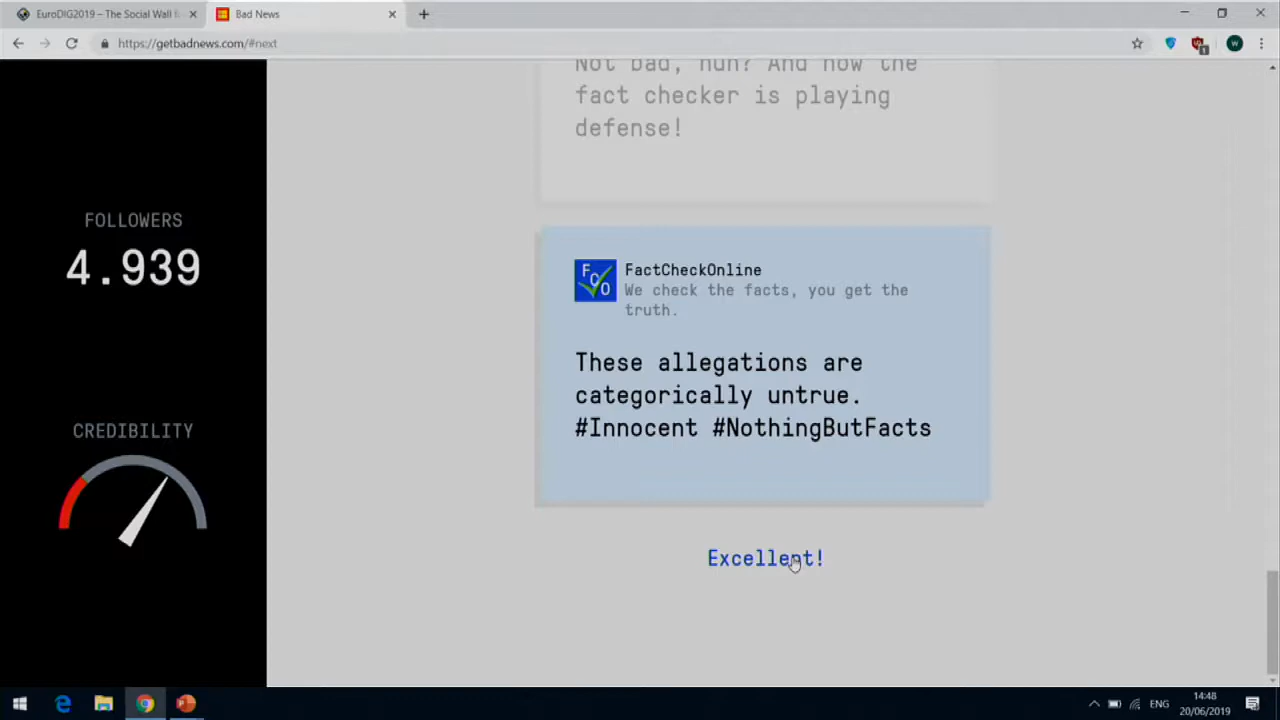 EuroDIG2019 – The Social Wall
Bad News
https://getbadnews.com/#next
W
1
Not bad, huh? And now the
fact checker is playing
defense!
FOLLOWERS
4.939
CREDIBILITY
FCO
FactCheckOnline
We check the facts, you get the
truth.
These allegations are
categorically untrue.
#Innocent #NothingButFacts
Excellent!
ENG
14:48
20/06/2019